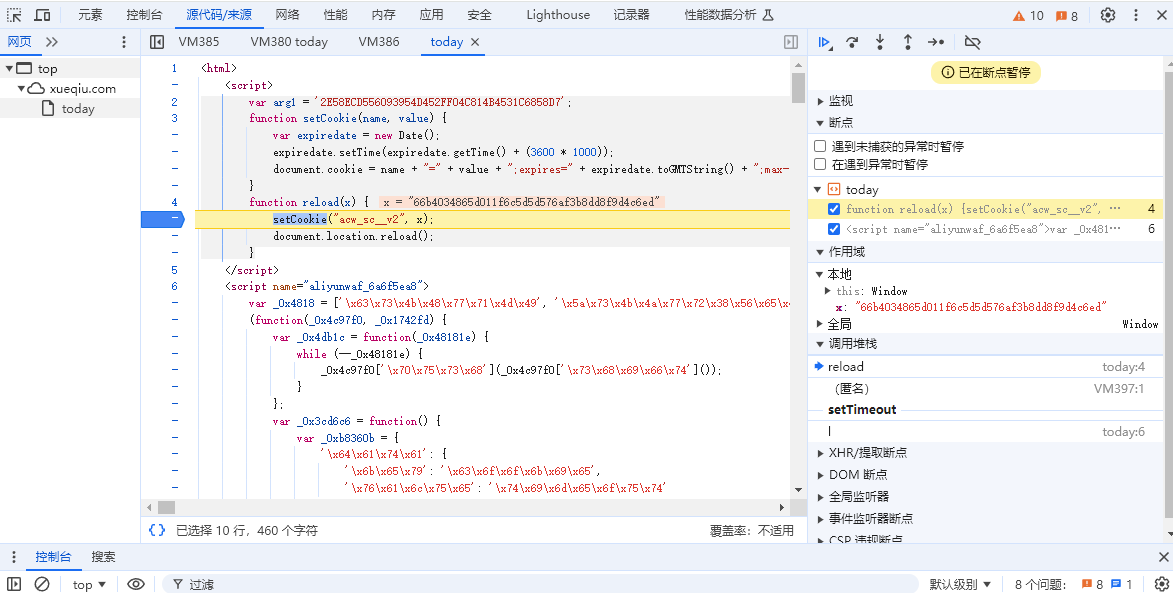 元素 控制台 源代码/来源 网络 性能 内存 应用 安全 Lighthouse 记录器 性能数据分析 10 8
网页 VM385 VM380 today VM386 today
top
xueqiu.com
today
1 <html>
- <script>
2 var arg1 = '2E58ECD556093954D452FF04C814B4531C6858D7';
3 function setCookie(name, value) {
- var expiredate = new Date();
- expiredate.setTime(expiredate.getTime() + (3600 * 1000));
- document.cookie = name + "=" + value + ";expires=" + expiredate.toGMTString() + ";max-
- }
4 function reload(x) { x = "66b4034865d011f6c5d5d576af3b8dd8f9d4c6ed"
- setCookie("acw_sc__v2", x);
- document.location.reload();
- }
5 </script>
6 <script name="aliyunwaf_6a6f5ea8">
- var _0x4818 = ['\x63\x73\x4b\x48\x77\x71\x4d\x49', '\x5a\x73\x4b\x4a\x77\x72\x38\x56\x65\x
- (function(_0x4c97f0, _0x1742fd) {
- var _0x4db1c = function(_0x48181e) {
- while (--_0x48181e) {
- _0x4c97f0['\x70\x75\x73\x68'](_0x4c97f0['\x73\x68\x69\x66\x74']());
- }
- };
- var _0x3cd6c6 = function() {
- var _0xb8360b = {
- '\x64\x61\x74\x61': {
- '\x6b\x65\x79': '\x63\x6f\x6f\x6b\x69\x65',
- '\x76\x61\x6c\x75\x65': '\x74\x69\x6d\x65\x6f\x75\x74'
{} 已选择 10 行，460 个字符 覆盖率：不适用
已在断点暂停
监视
断点
遇到未捕获的异常时暂停
在遇到异常时暂停
today
function reload(x) {setCookie("acw_sc__v2", … 4
<script name="aliyunwaf_6a6f5ea8">var _0x481… 6
作用域
本地
this: Window
x: "66b4034865d011f6c5d5d576af3b8dd8f9d4c6ed"
全局 Window
调用堆栈
reload today:4
（匿名） VM397:1
setTimeout
l today:6
XHR/提取断点
DOM 断点
全局监听器
事件监听器断点
CSP 违规断点
控制台 搜索
top 过滤 默认级别 8 个问题： 8 1